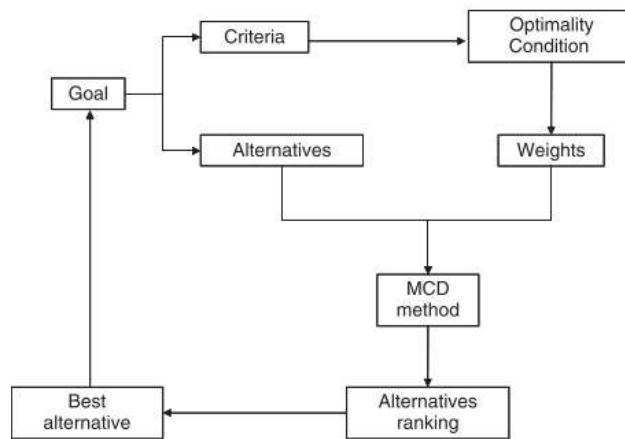 Criteria
Optimality
Condition
Goal
Alternatives
Weights
MCD
method
Best
alternative
Alternatives
ranking